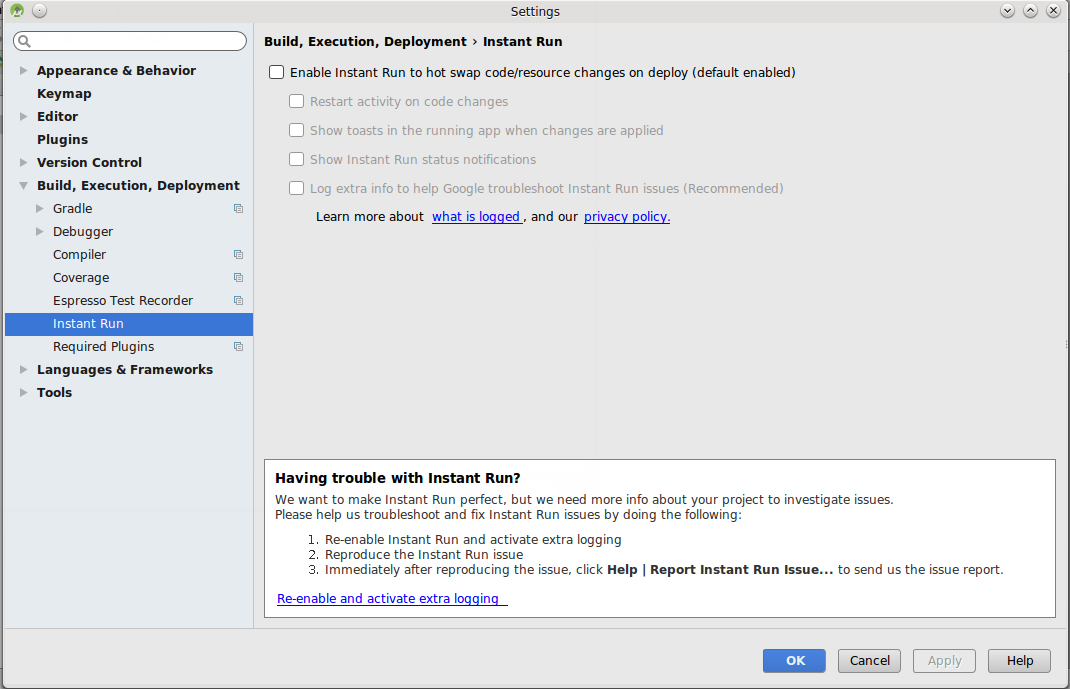 Settings
Appearance & Behavior
Keymap
Editor
Plugins
Version Control
Build, Execution, Deployment
Gradle
Debugger
Compiler
Coverage
Espresso Test Recorder
Instant Run
Required Plugins
Languages & Frameworks
Tools
Build, Execution, Deployment › Instant Run
Enable Instant Run to hot swap code/resource changes on deploy (default enabled)
Restart activity on code changes
Show toasts in the running app when changes are applied
Show Instant Run status notifications
Log extra info to help Google troubleshoot Instant Run issues (Recommended)
Learn more about what is logged , and our privacy policy.
Having trouble with Instant Run?
We want to make Instant Run perfect, but we need more info about your project to investigate issues.
Please help us troubleshoot and fix Instant Run issues by doing the following:
1. Re-enable Instant Run and activate extra logging
2. Reproduce the Instant Run issue
3. Immediately after reproducing the issue, click Help | Report Instant Run Issue... to send us the issue report.
Re-enable and activate extra logging
OK Cancel Apply Help